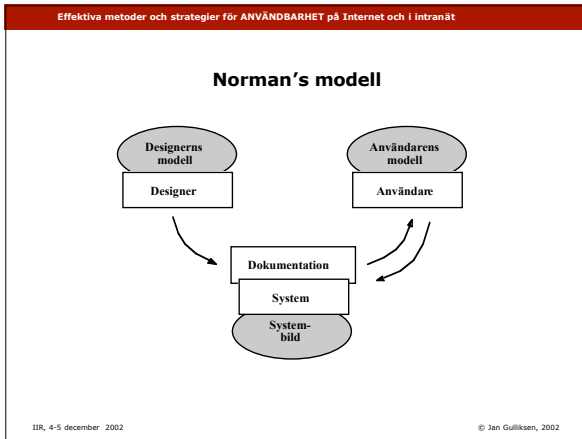 Effektiva metoder och strategier för ANVÄNDBARHET på Internet och i intranät
Norman's modell
Designerns
modell
Designer
Användarens
modell
Användare
Dokumentation
System
System-
bild
IIR, 4-5 december 2002
© Jan Gulliksen, 2002